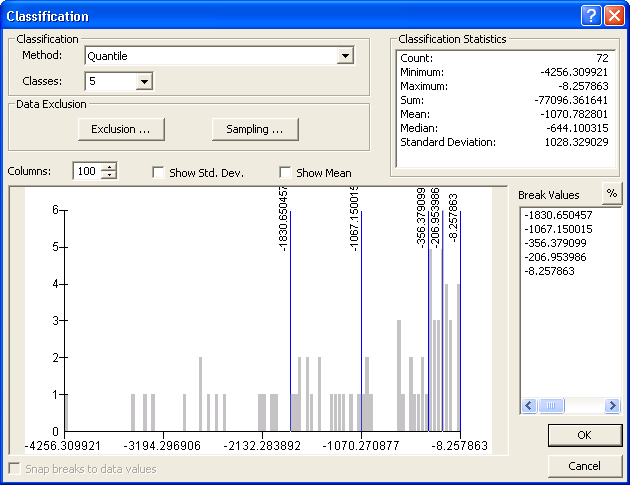 Classification
Classification
Method: Quantile
Classes: 5
Data Exclusion
Exclusion ...
Sampling ...
Classification Statistics
Count: 72
Minimum: -4256.309921
Maximum: -8.257863
Sum: -77096.361641
Mean: -1070.782801
Median: -644.100315
Standard Deviation: 1028.329029
Columns: 100
Show Std. Dev.
Show Mean
-1830.650457
-1067.150015
-356.379099
-206.953986
-8.257863
6
5
4
3
2
1
0
-4256.309921
-3194.296906
-2132.283892
-1070.270877
-8.257863
Break Values
%
-1830.650457
-1067.150015
-356.379099
-206.953986
-8.257863
Snap breaks to data values
OK
Cancel